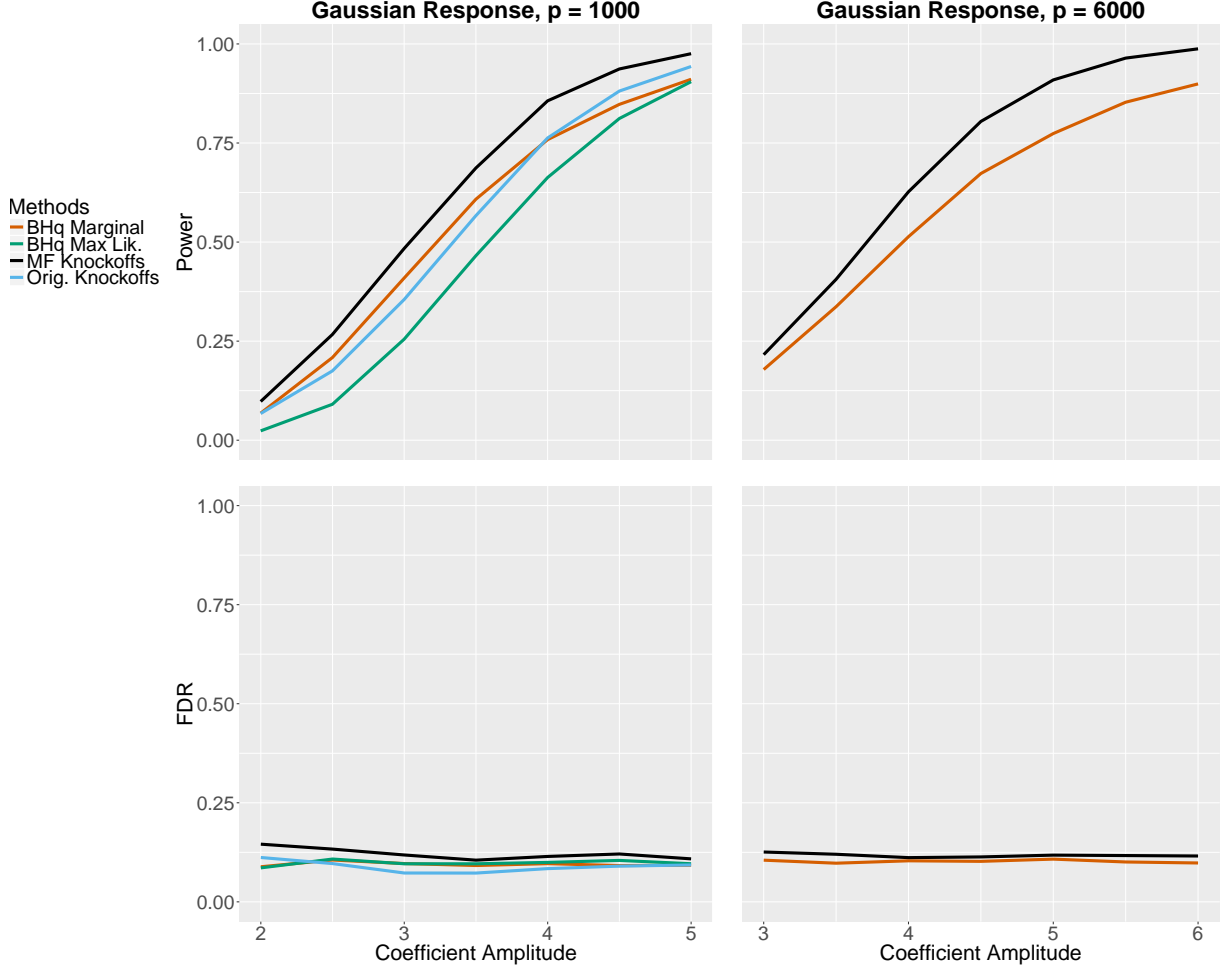 Gaussian Response, p = 1000
Gaussian Response, p = 6000
Methods
BHq Marginal
BHq Max Lik.
MF Knockoffs
Orig. Knockoffs
Power
1.00
0.75
0.50
0.25
0.00
FDR
1.00
0.75
0.50
0.25
0.00
2 3 4 5
3 4 5 6
Coefficient Amplitude
Coefficient Amplitude